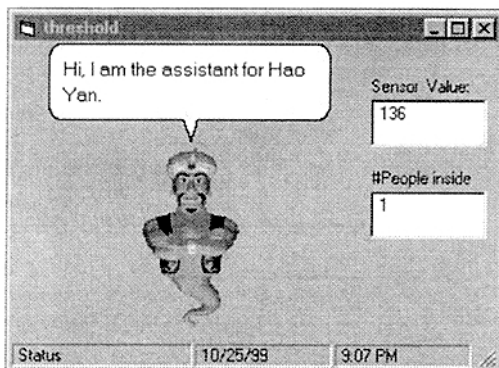 threshold
Hi, I am the assistant for Hao
Yan.
Sensor Value:
136
#People inside
1
Status
10/25/99
9:07 PM